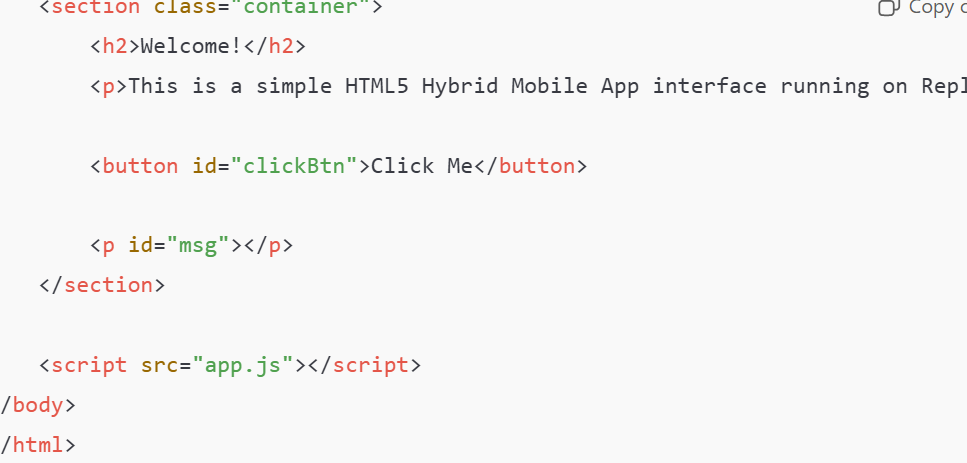 <section class="container">
Copy c
<h2>Welcome!</h2>
<p>This is a simple HTML5 Hybrid Mobile App interface running on Repl
<button id="clickBtn">Click Me</button>
<p id="msg"></p>
</section>
<script src="app.js"></script>
/body>
/html>